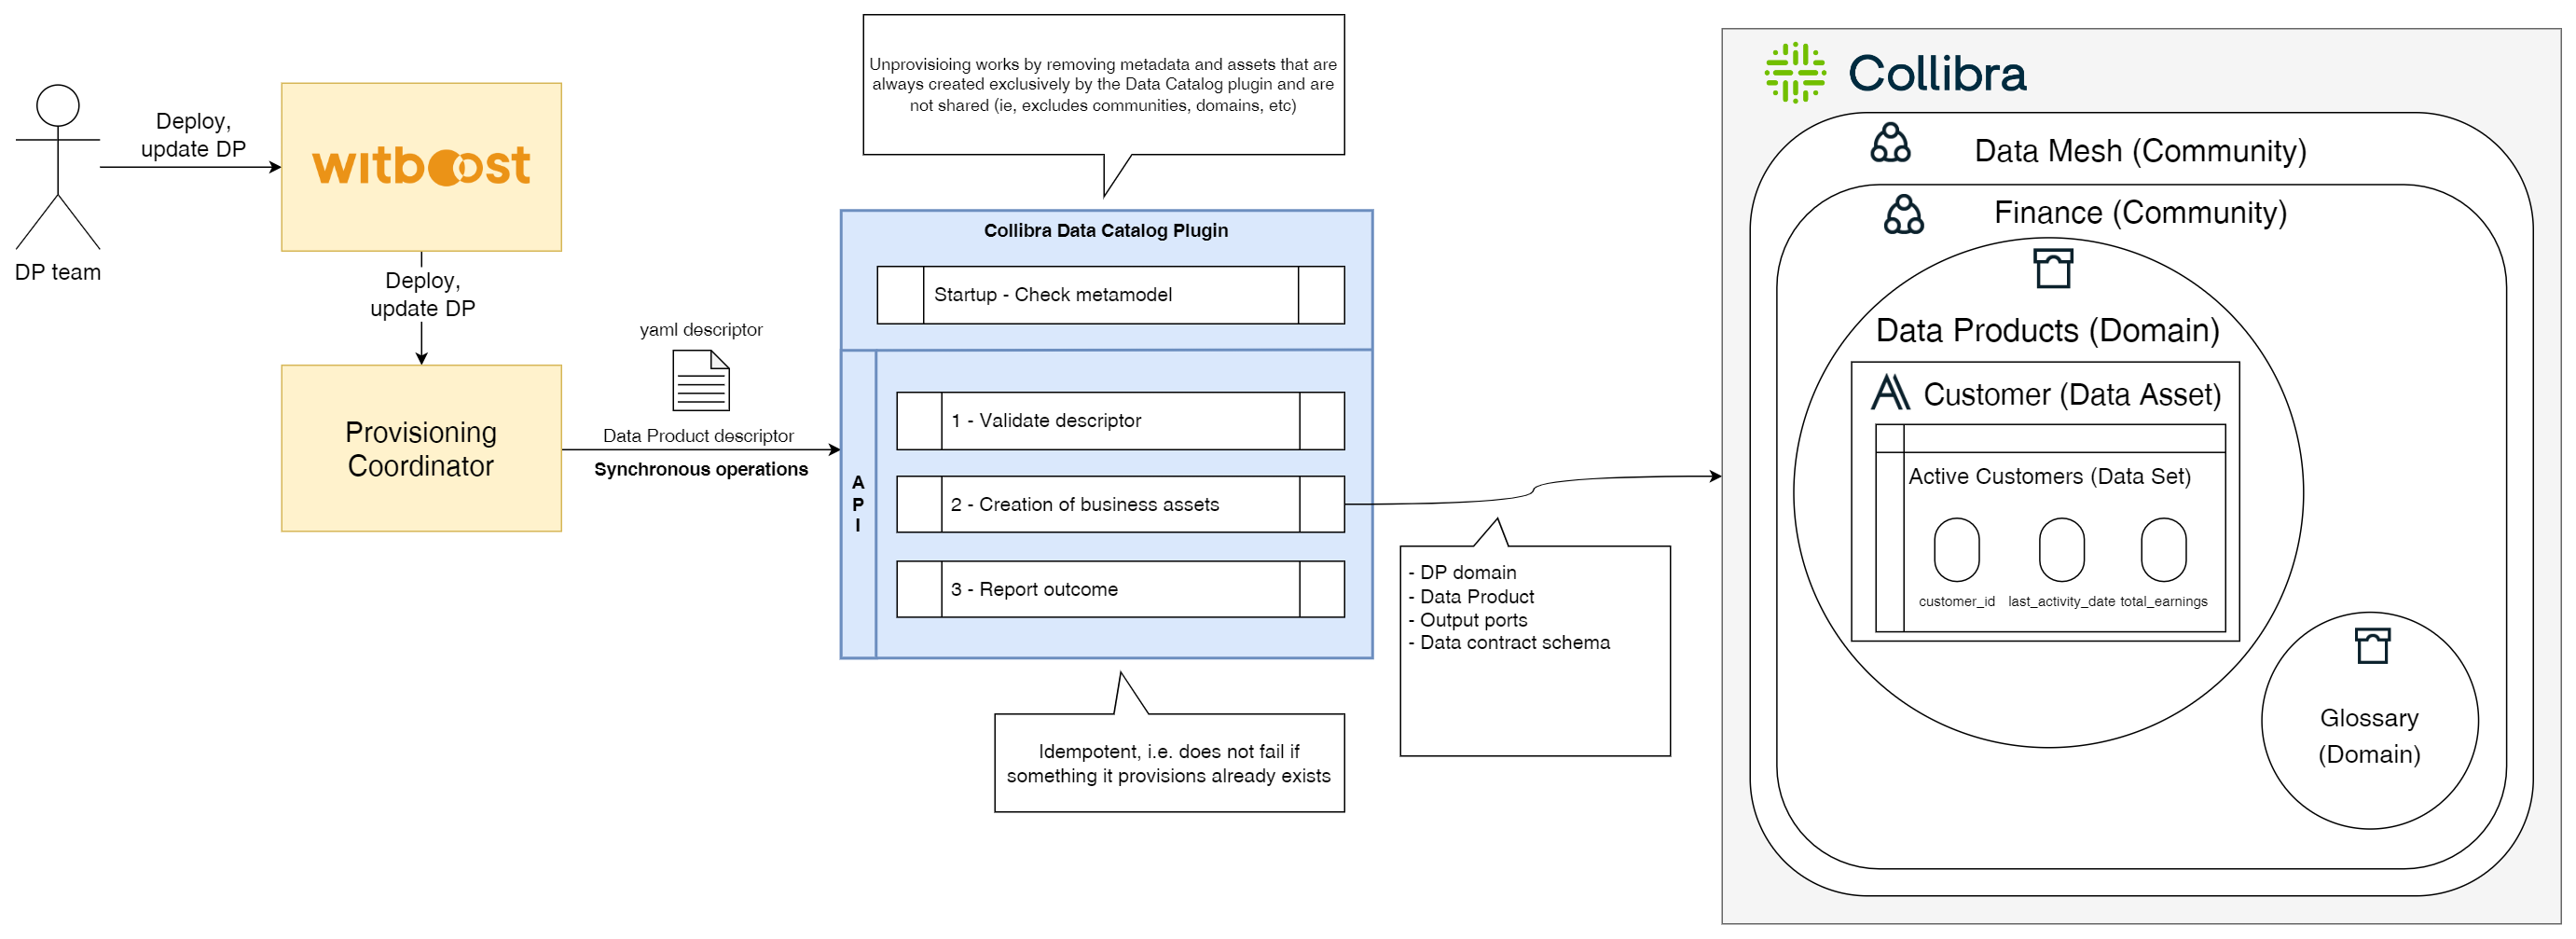 Deploy,
update DP
DP team
witboost
Deploy,
update DP
Provisioning
Coordinator
yaml descriptor
Data Product descriptor
Synchronous operations
Unprovisioing works by removing metadata and assets that are
always created exclusively by the Data Catalog plugin and are
not shared (ie, excludes communities, domains, etc)
Collibra Data Catalog Plugin
Startup - Check metamodel
A
P
I
1 - Validate descriptor
2 - Creation of business assets
3 - Report outcome
Idempotent, i.e. does not fail if
something it provisions already exists
- DP domain
- Data Product
- Output ports
- Data contract schema
Collibra
Data Mesh (Community)
Finance (Community)
Data Products (Domain)
Customer (Data Asset)
Active Customers (Data Set)
customer_id last_activity_date total_earnings
Glossary
(Domain)